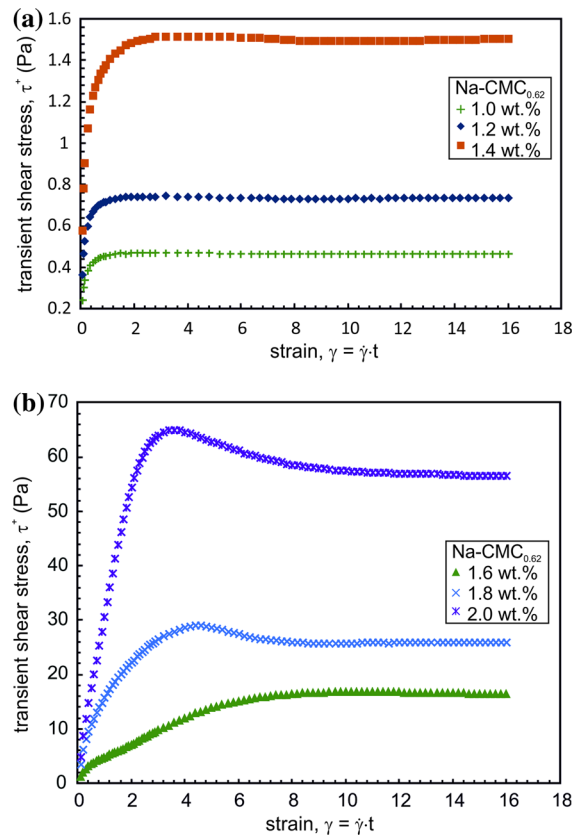 (a)
1.6
1.4
1.2
1
0.8
0.6
0.4
0.2
transient shear stress, τ⁺ (Pa)
Na-CMC₀.₆₂
1.0 wt.%
1.2 wt.%
1.4 wt.%
0 2 4 6 8 10 12 14 16 18
strain, γ = γ̇·t
(b)
70
60
50
40
30
20
10
0
transient shear stress, τ⁺ (Pa)
Na-CMC₀.₆₂
1.6 wt.%
1.8 wt.%
2.0 wt.%
0 2 4 6 8 10 12 14 16 18
strain, γ = γ̇·t